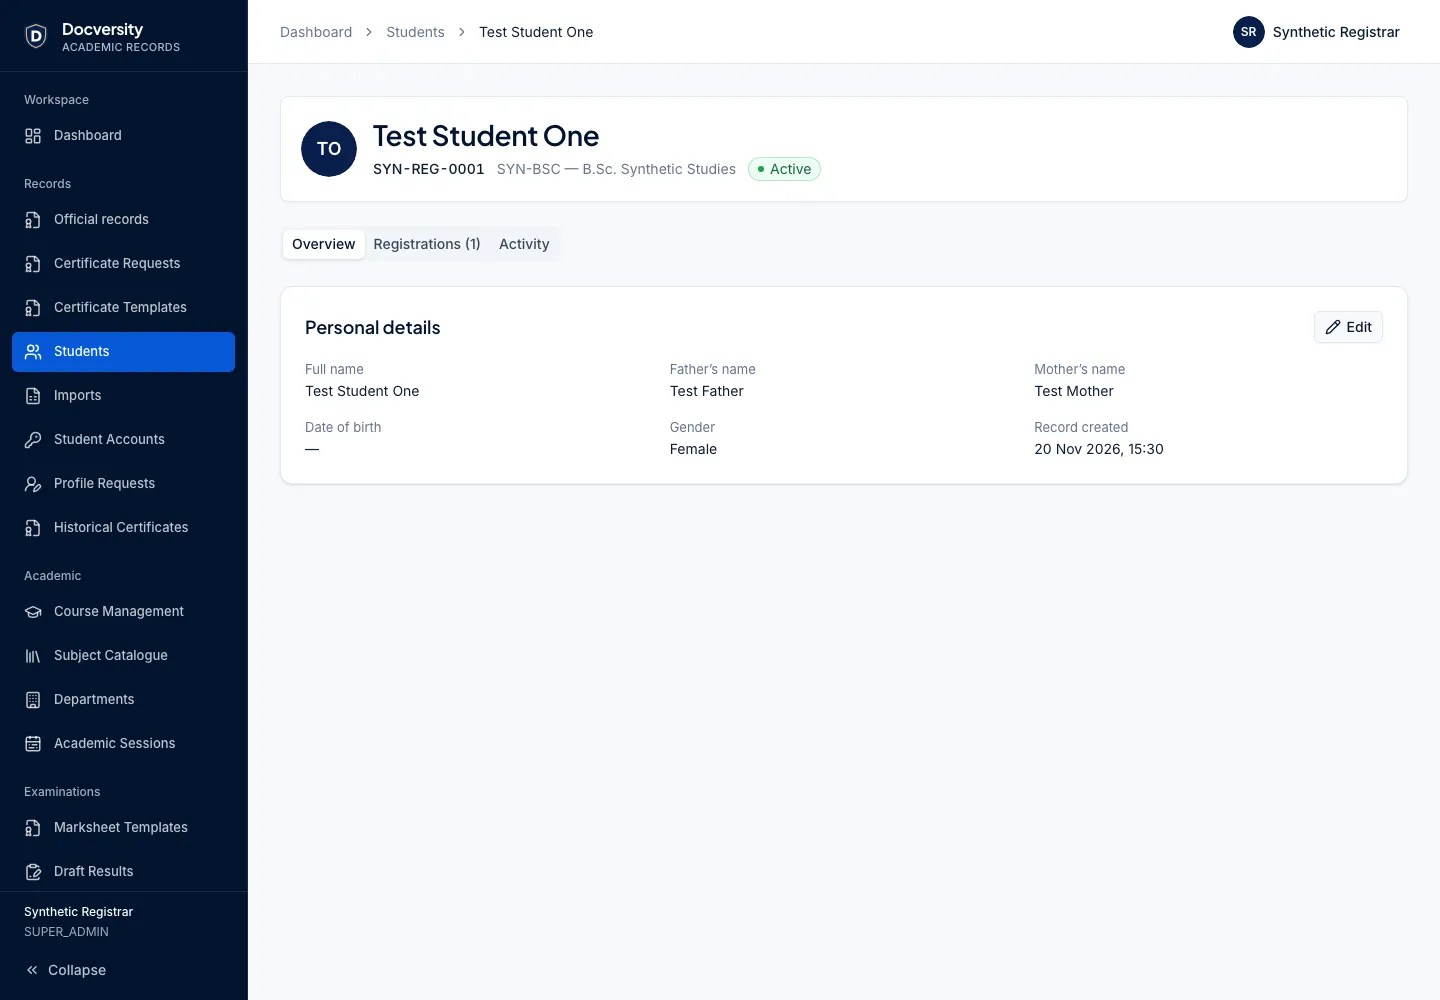 Docversity
ACADEMIC RECORDS
Workspace
Dashboard
Records
Official records
Certificate Requests
Certificate Templates
Students
Imports
Student Accounts
Profile Requests
Historical Certificates
Academic
Course Management
Subject Catalogue
Departments
Academic Sessions
Examinations
Marksheet Templates
Draft Results
Synthetic Registrar
SUPER_ADMIN
Collapse
Dashboard > Students > Test Student One
SR Synthetic Registrar
TO
Test Student One
SYN-REG-0001 SYN-BSC — B.Sc. Synthetic Studies Active
Overview Registrations (1) Activity
Personal details
Edit
Full name Father’s name Mother’s name
Test Student One Test Father Test Mother
Date of birth Gender Record created
— Female 20 Nov 2026, 15:30